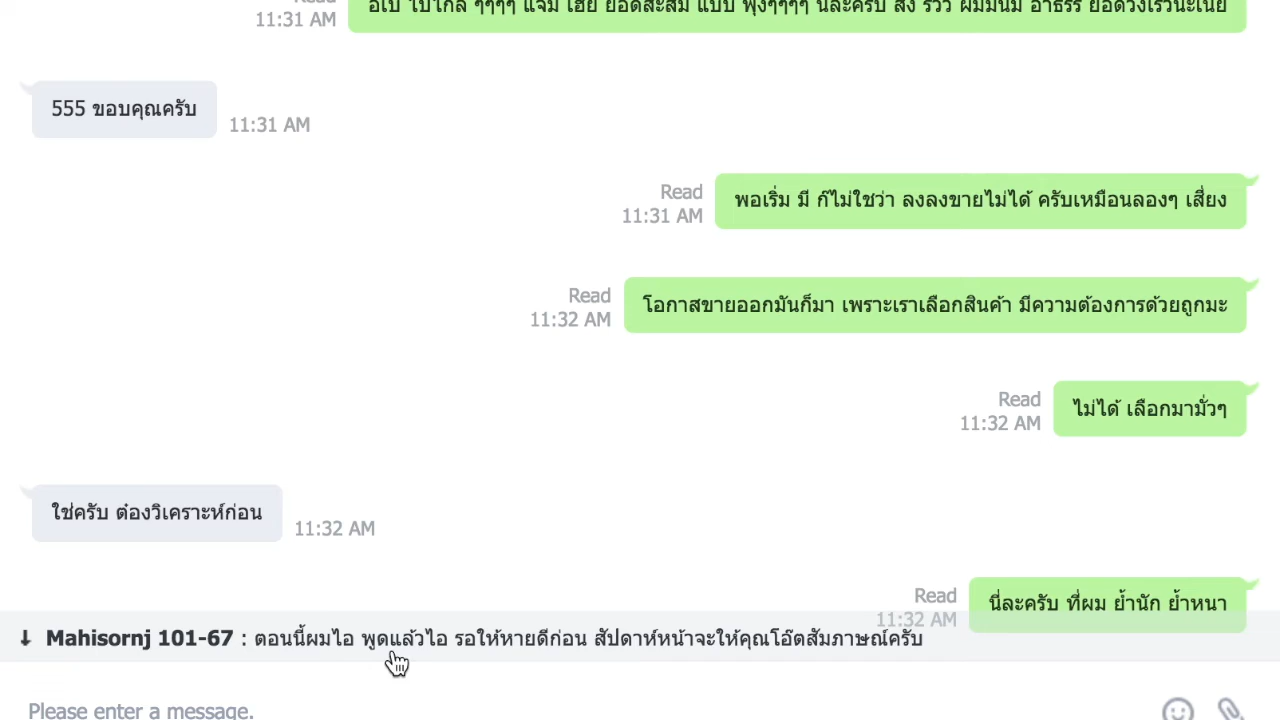 Read
11:31 AM
555 ขอบคุณครับ
11:31 AM
Read
11:31 AM
พอเริ่ม มี ก๊ไม่ใชว่า ลงลงขายไม่ได้ ครับเหมือนลองๆ เสี่ยง
Read
11:32 AM
โอกาสขายออกมันก็มา เพราะเราเลือกสินค้า มีความต้องการด้วยถูกมะ
Read
11:32 AM
ไม่ได้ เลือกมามั่วๆ
ใช่ครับ ต๋องวิเคราะห์ก่อน
11:32 AM
Read
11:32 AM
นี่ละครับ ที่ผม ย้ำนัก ย้ำหนา
Mahisornj 101-67 : ตอนนี้ผมไอ พูดแล้วไอ รอให้หายดีก่อน สัปดาห์หน้าจะให้คุณโอ๊ตสัมภาษณ์ครับ
Please enter a message.